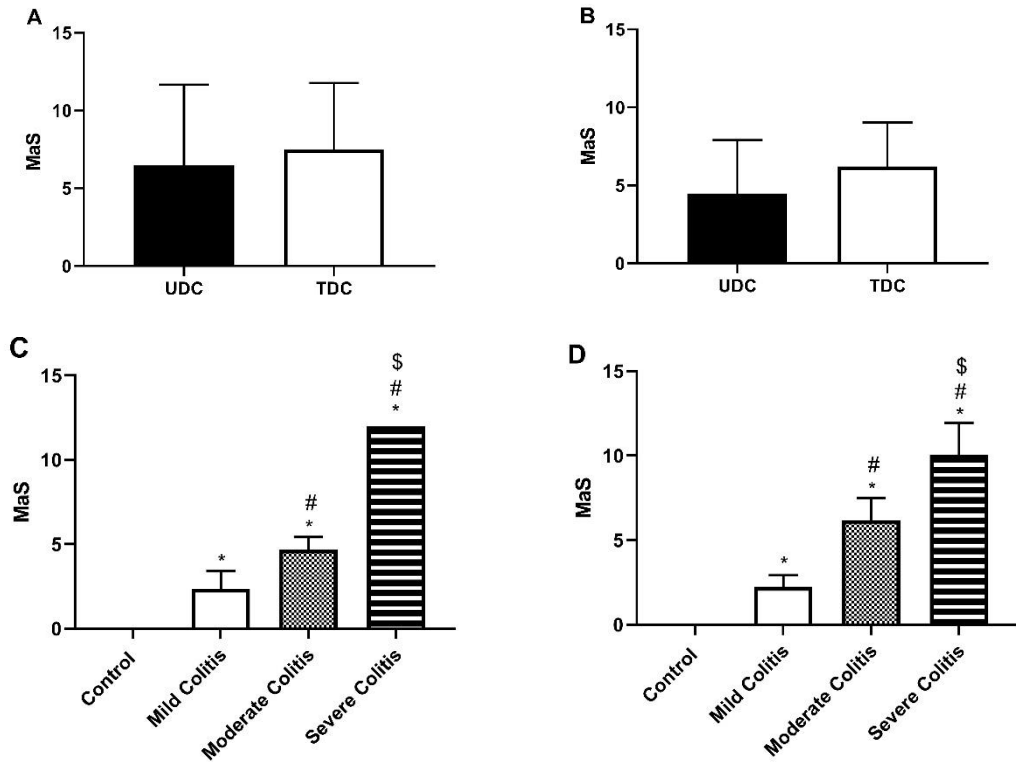 A
15
10
5
0
MaS
UDC
TDC
B
15
10
5
0
MaS
UDC
TDC
C
15
10
5
0
MaS
*
#
*
$
#
*
Control
Mild Colitis
Moderate Colitis
Severe Colitis
D
15
10
5
0
MaS
*
#
*
$
#
*
Control
Mild Colitis
Moderate Colitis
Severe Colitis